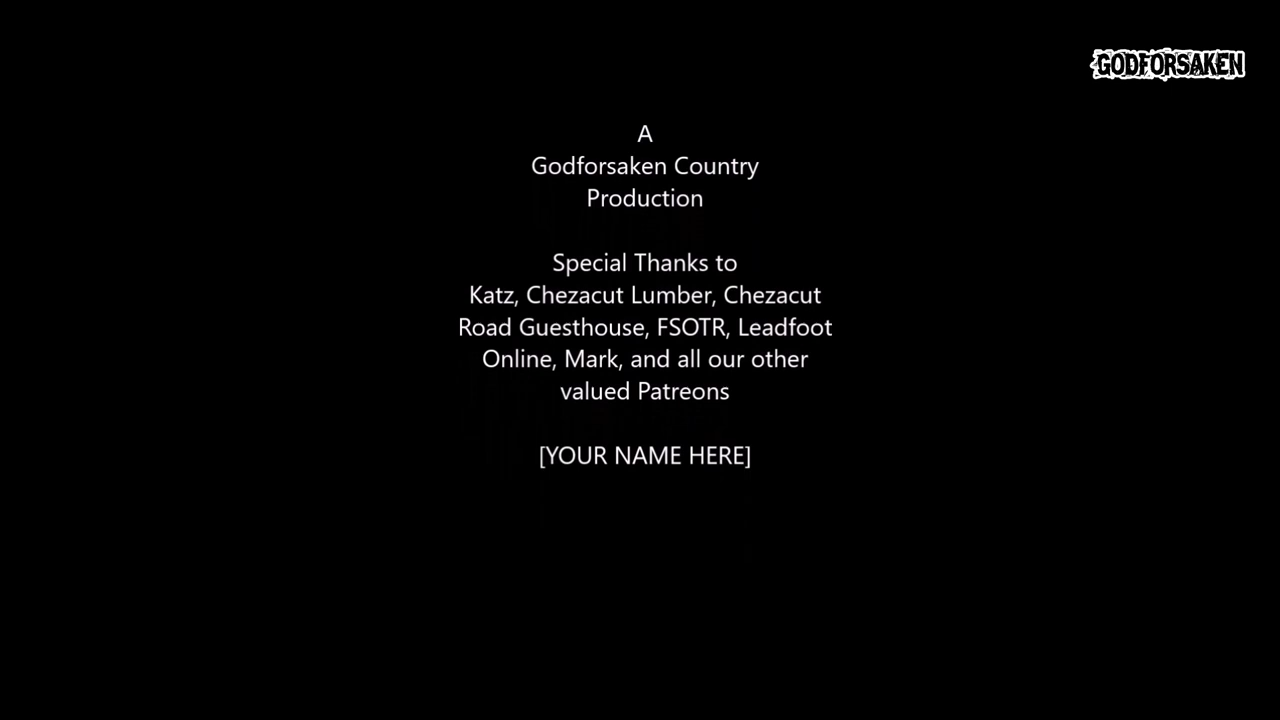 GODFORSAKEN
A
Godforsaken Country
Production
Special Thanks to
Katz, Chezacut Lumber, Chezacut
Road Guesthouse, FSOTR, Leadfoot
Online, Mark, and all our other
valued Patreons
[YOUR NAME HERE]